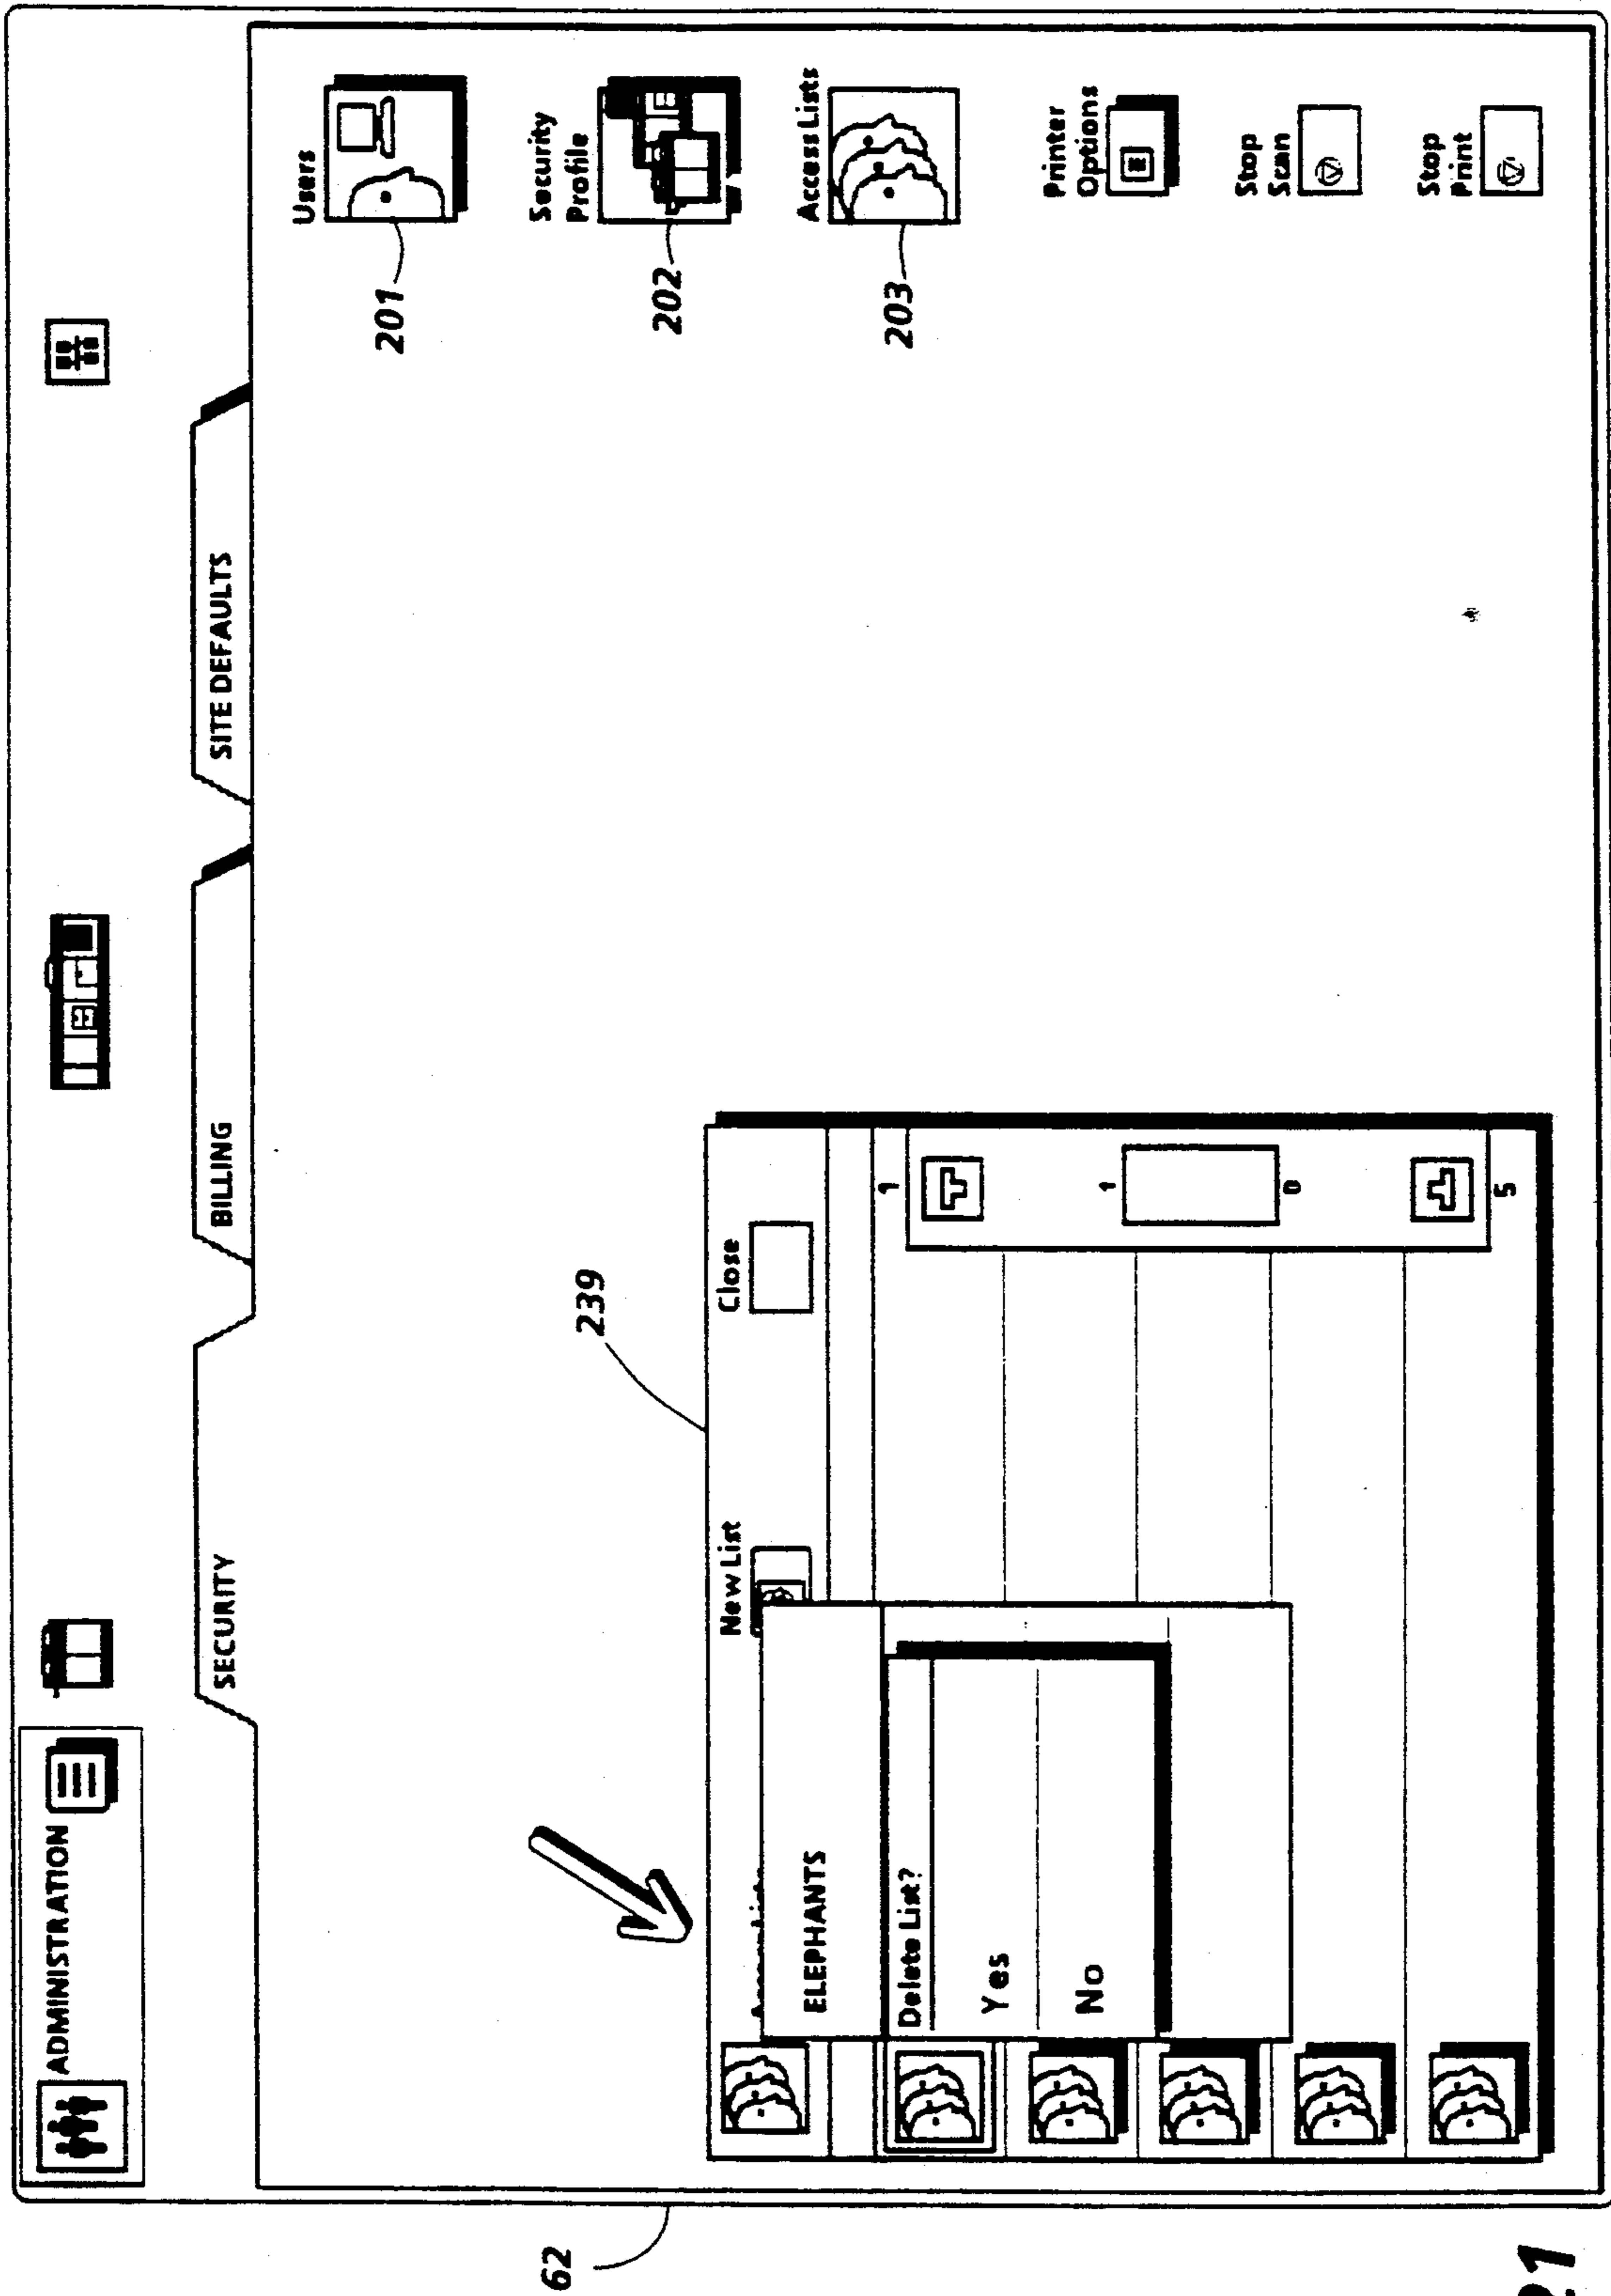 ADMINISTRATION
SECURITY
BILLING
SITE DEFAULTS
Users
201
Security
Profile
202
Access Lists
203
Printer
Options
Stop
Scan
Stop
Print
239
New List
Close
ELEPHANTS
Delete List?
Yes
No
1
1
0
5
62
21